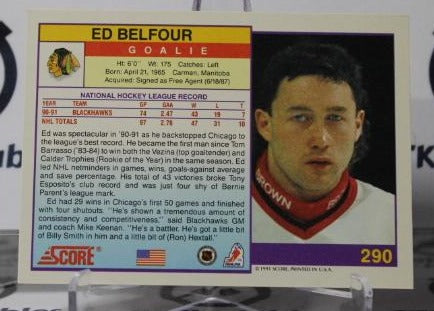 ED BELFOUR
GOALIE
Ht: 6'0" Wt: 175 Catches: Left
Born: April 21, 1965 Carman, Manitoba
Acquired: Signed as Free Agent (6/18/87)
NATIONAL HOCKEY LEAGUE RECORD
YEAR TEAM GP GAA W L T
90-91 BLACKHAWKS 74 2.47 43 19 7
NHL TOTALS 97 2.76 47 31 10
Ed was spectacular in '90-91 as he backstopped Chicago to
the league's best record. He became the first man since Tom
Barrasso ('83-84) to win both the Vezina (top goaltender) and
Calder Trophies (Rookie of the Year) in the same season. Ed
led NHL netminders in games, wins, goals-against average
and save percentage. His total of 43 victories broke Tony
Esposito's club record and was just four shy of Bernie
Parent's league mark.
Ed had 29 wins in Chicago's first 50 games and finished
with four shutouts. "He's shown a tremendous amount of
consistency and competitiveness," said Blackhawks GM
and coach Mike Keenan. "He's a battler. He's got a little bit of
Billy Smith in him and a little bit of (Ron) Hextall."
SCORE
BROWN
290
© 1991 SCORE, PRINTED IN U.S.A.